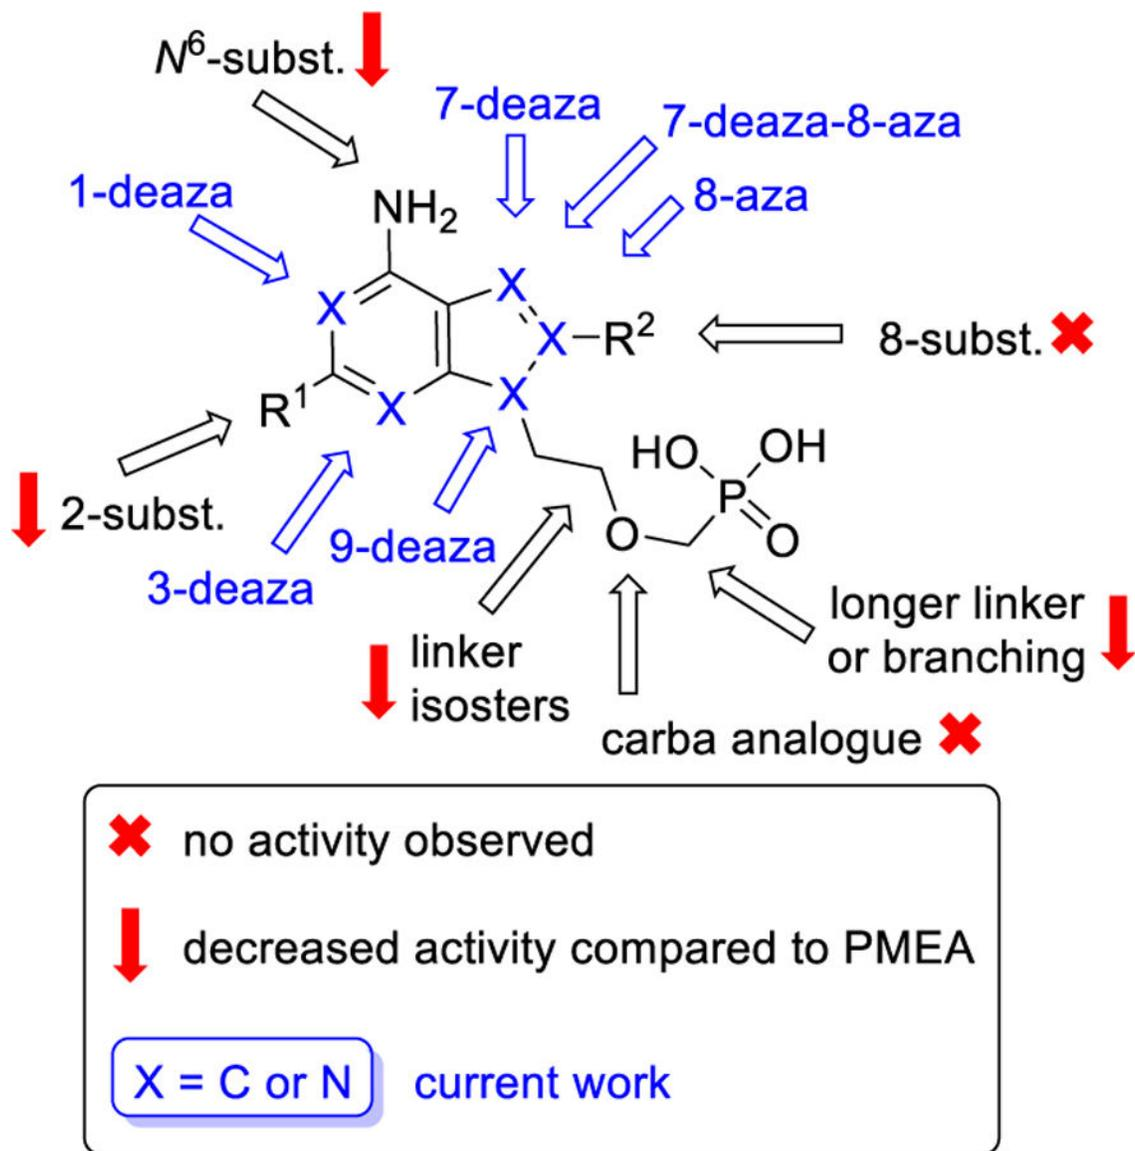 N⁶-subst.
7-deaza
7-deaza-8-aza
1-deaza
NH₂
8-aza
X
X
X
R²
8-subst.
R¹
X
X
HO
OH
P
2-subst.
O
O
9-deaza
3-deaza
longer linker
or branching
linker
isosters
carba analogue
no activity observed
decreased activity compared to PMEA
X = C or N
current work